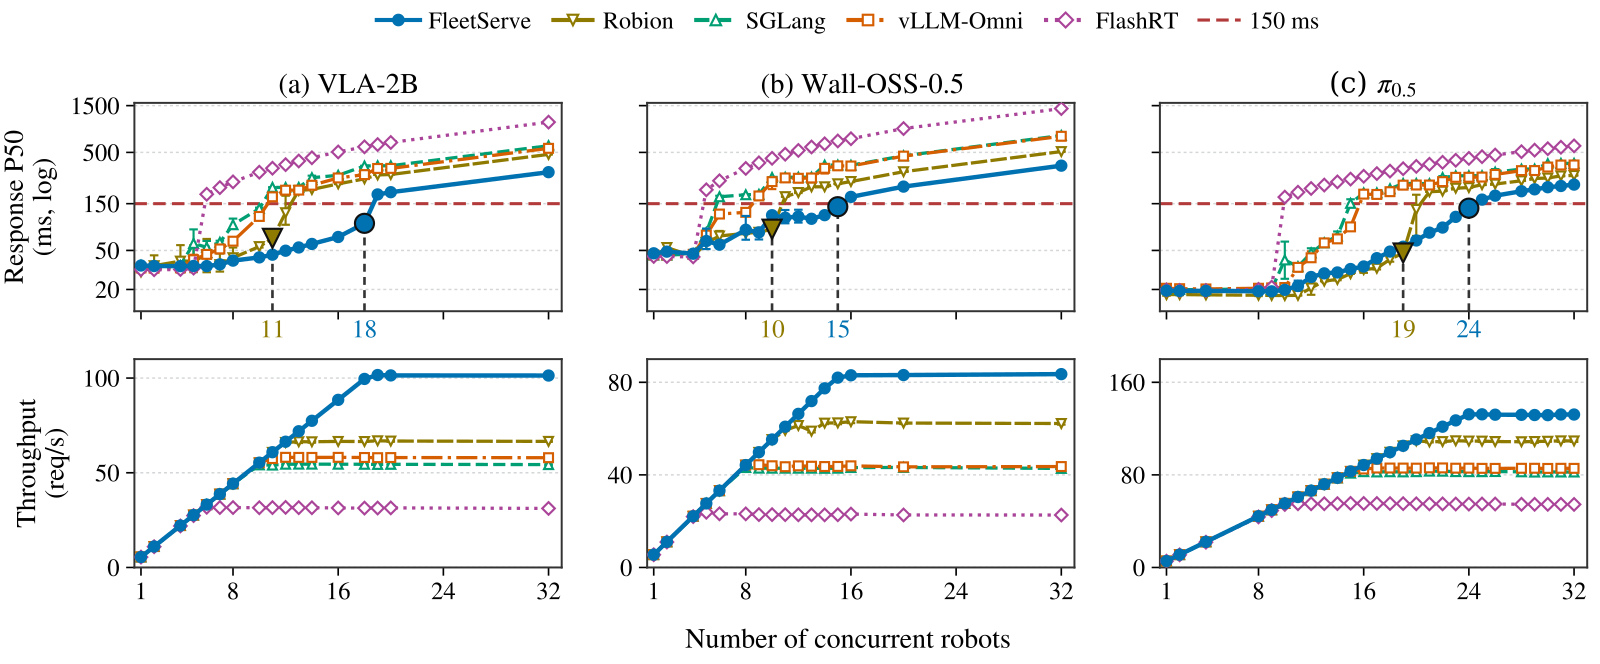 FleetServe Robion SGLang vLLM-Omni FlashRT 150 ms
(a) VLA-2B (b) Wall-OSS-0.5 (c) π0.5
Response P50
(ms, log)
1500
500
150
50
20
11 18 10 15 19 24
Throughput
(req/s)
100
50
0
80
40
0
160
80
0
1 8 16 24 32 1 8 16 24 32 1 8 16 24 32
Number of concurrent robots